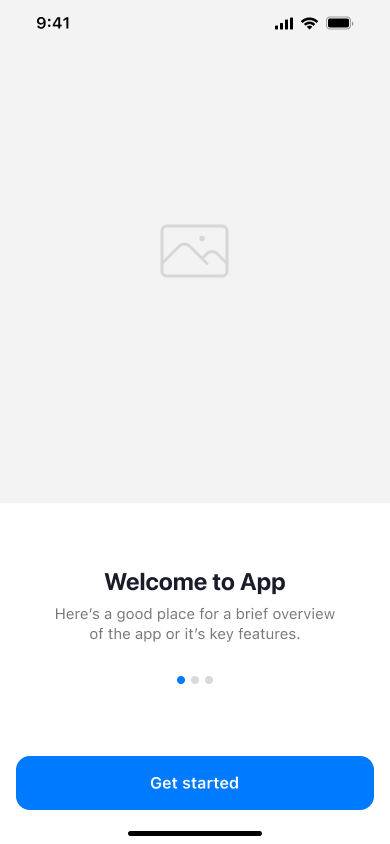 9:41
Welcome to App
Here’s a good place for a brief overview
of the app or it’s key features.
Get started